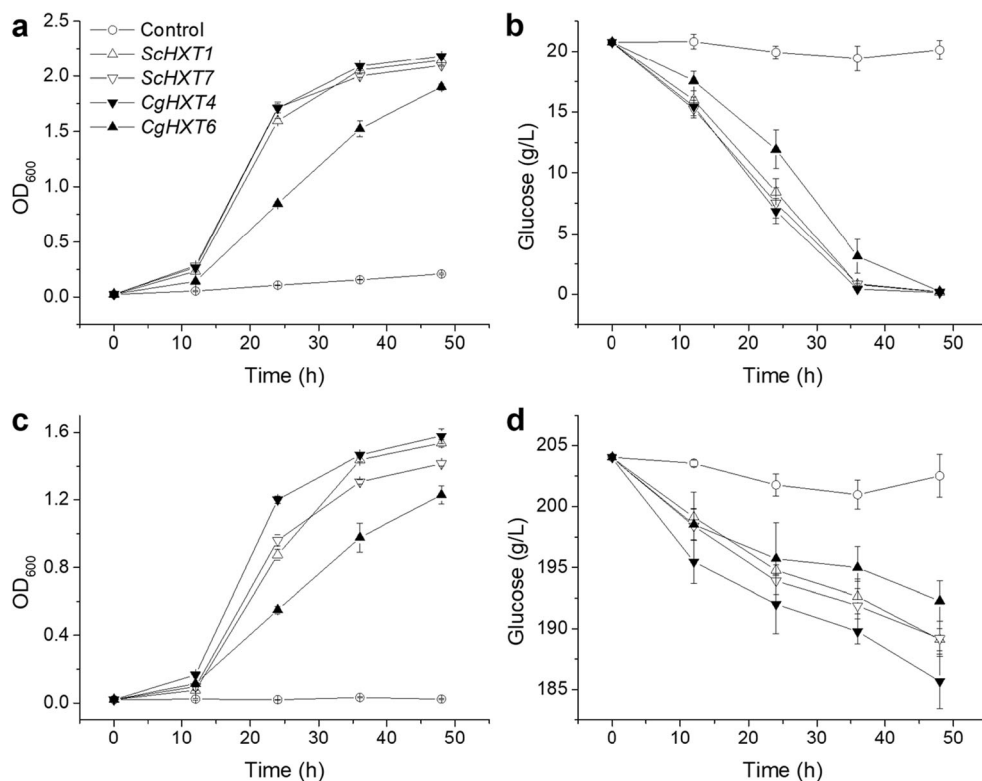 a
2.5
2.0
1.5
1.0
0.5
0.0
OD600
Control
ScHXT1
ScHXT7
CgHXT4
CgHXT6
0 10 20 30 40 50
Time (h)
b
20
15
10
5
0
Glucose (g/L)
0 10 20 30 40 50
Time (h)
c
1.6
1.2
0.8
0.4
0.0
OD600
0 10 20 30 40 50
Time (h)
d
205
200
195
190
185
Glucose (g/L)
0 10 20 30 40 50
Time (h)